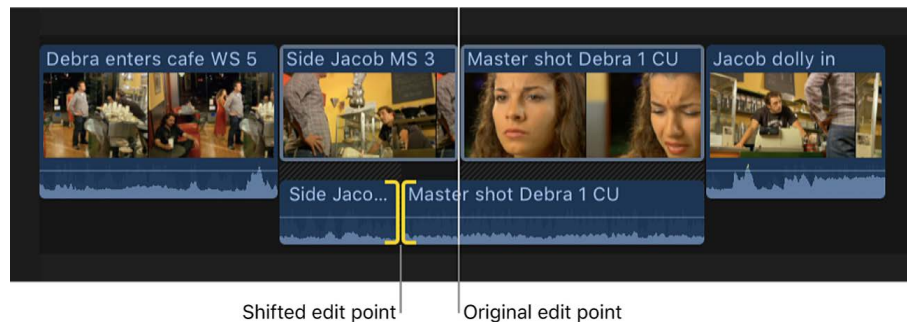 Debra enters cafe WS 5
Side Jacob MS 3
Master shot Debra 1 CU
Jacob dolly in
Side Jaco...
Master shot Debra 1 CU
Shifted edit point
Original edit point